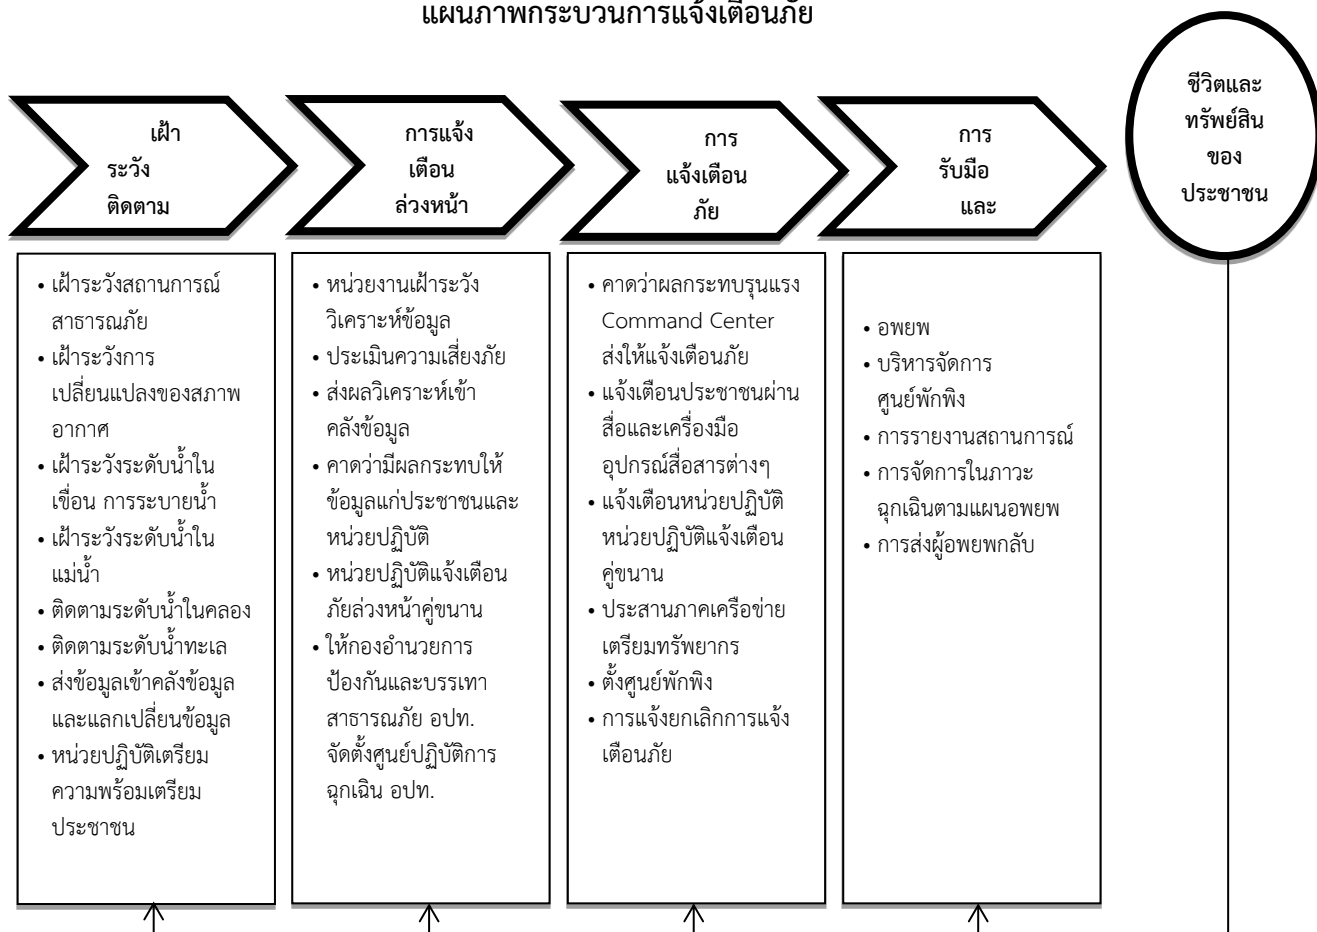 แผนภาพกระบวนการแจ้งเตือนภัย
เฝ้า
ระวัง
ติดตาม
การแจ้ง
เตือน
ล่วงหน้า
การ
แจ้งเตือน
ภัย
การ
รับมือ
และ
ชีวิตและ
ทรัพย์สิน
ของ
ประชาชน
• เฝ้าระวังสถานการณ์
สาธารณภัย
• เฝ้าระวังการ
เปลี่ยนแปลงของสภาพ
อากาศ
• เฝ้าระวังระดับน้ำใน
เขื่อน การระบายน้ำ
• เฝ้าระวังระดับน้ำใน
แม่น้ำ
• ติดตามระดับน้ำในคลอง
• ติดตามระดับน้ำทะเล
• ส่งข้อมูลเข้าคลังข้อมูล
และแลกเปลี่ยนข้อมูล
• หน่วยปฏิบัติเตรียม
ความพร้อมเตรียม
ประชาชน
• หน่วยงานเฝ้าระวัง
วิเคราะห์ข้อมูล
• ประเมินความเสี่ยงภัย
• ส่งผลวิเคราะห์เข้า
คลังข้อมูล
• คาดว่ามีผลกระทบให้
ข้อมูลแก่ประชาชนและ
หน่วยปฏิบัติ
• หน่วยปฏิบัติแจ้งเตือน
ภัยล่วงหน้าคู่ขนาน
• ให้กองอำนวยการ
ป้องกันและบรรเทา
สาธารณภัย อปท.
จัดตั้งศูนย์ปฏิบัติการ
ฉุกเฉิน อปท.
• คาดว่าผลกระทบรุนแรง
Command Center
ส่งให้แจ้งเตือนภัย
• แจ้งเตือนประชาชนผ่าน
สื่อและเครื่องมือ
อุปกรณ์สื่อสารต่างๆ
• แจ้งเตือนหน่วยปฏิบัติ
หน่วยปฏิบัติแจ้งเตือน
คู่ขนาน
• ประสานภาคเครือข่าย
เตรียมทรัพยากร
• ตั้งศูนย์พักพิง
• การแจ้งยกเลิกการแจ้ง
เตือนภัย
• อพยพ
• บริหารจัดการ
ศูนย์พักพิง
• การรายงานสถานการณ์
• การจัดการในภาวะ
ฉุกเฉินตามแผนอพยพ
• การส่งผู้อพยพกลับ